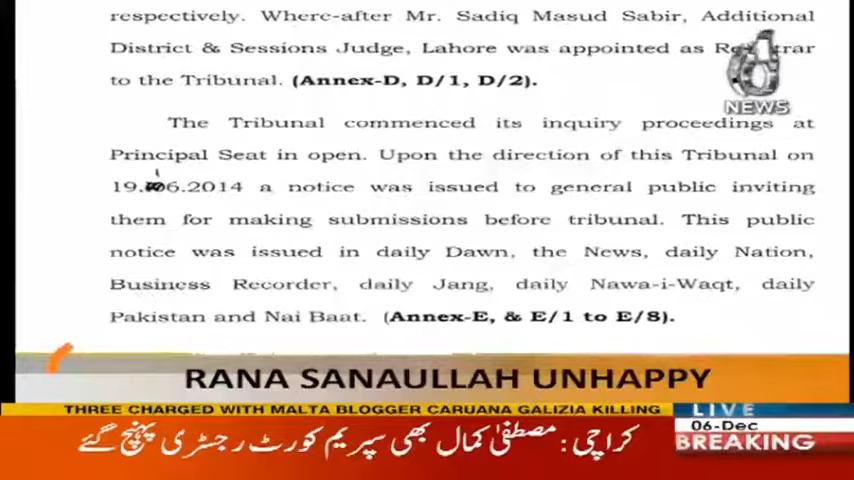 respectively. Where-after Mr. Sadiq Masud Sabir, Additional
District & Sessions Judge, Lahore was appointed as
to the Tribunal. (Annex-D, D/1, D/2).
NEWS
The Tribunal commenced its inquiry proceedings at
Principal Seat in open. Upon the direction of this Tribunal on
06.2014 a notice was issued to general public inviting
them for making submissions before tribunal. This public
notice was issued in daily Dawn, the News, daily Nation,
Business Recorder, daily Jang, daily Nawa-i-Waqt, daily
Pakistan and Nai Baat. (Annex-E, & E/1 to E/8).
RANA SANAULLAH UNHAPPY
THREE CHARGED WITH MALTA BLOGGER CARUANA GALIZIA KILLING
LIVE
06-Dec
BREAKING
کراچی: مصطفیٰ کمال بھی سپریم کورٹ رجسٹری پہنچ گئے